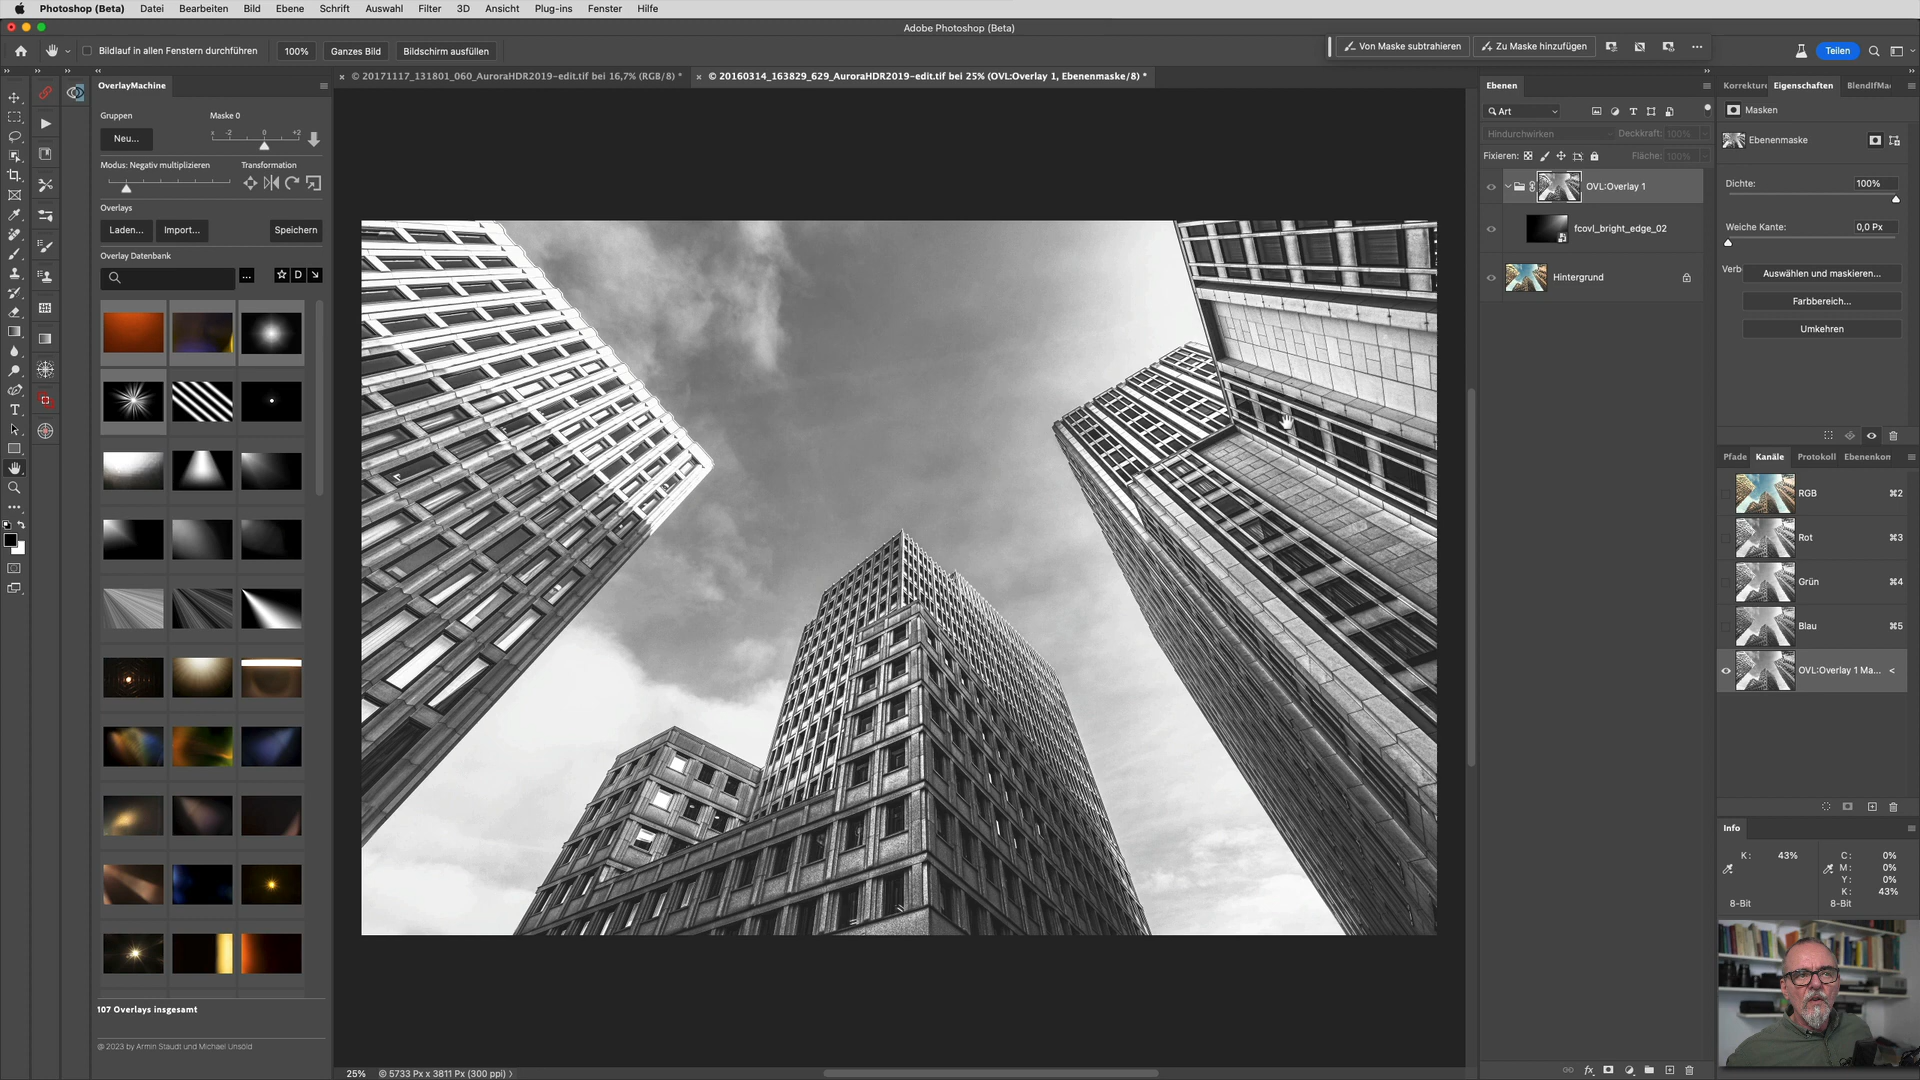 Photoshop (Beta) Datei Bearbeiten Bild Ebene Schrift Auswahl Filter 3D Ansicht Plug-ins Fenster Hilfe
Adobe Photoshop (Beta)
Bildlauf in allen Fenstern durchführen 100% Ganzes Bild Bildschirm ausfüllen
Von Maske subtrahieren Zu Maske hinzufügen Teilen
© 20171117_131801_060_AuroraHDR2019-edit.tif bei 16,7% (RGB/8) *
© 20160314_163829_629_AuroraHDR2019-edit.tif bei 25% (OVL:Overlay 1, Ebenenmaske/8) *
OverlayMachine
Gruppen Maske 0
Neu...
x -2 0 +2
Modus: Negativ multiplizieren Transformation
Overlays
Laden... Import... Speichern
Overlay Datenbank
... D
107 Overlays insgesamt
@ 2023 by Armin Staudt und Michael Unsöld
25% © 5733 Px x 3811 Px (300 ppi)
Ebenen
Art
Hindurchwirken Deckkraft: 100%
Fixieren: Fläche: 100%
OVL:Overlay 1
fcovl_bright_edge_02
Hintergrund
fx
Korrekture Eigenschaften BlendIfMa
Masken
Ebenenmaske
Dichte: 100%
Weiche Kante: 0,0 Px
Verb Auswählen und maskieren...
Farbbereich...
Umkehren
Pfade Kanäle Protokoll Ebenenkon
RGB ⌘2
Rot ⌘3
Grün ⌘4
Blau ⌘5
OVL:Overlay 1 Ma... <
Info
K: 43% C: 0%
M: 0%
Y: 0%
K: 43%
8-Bit 8-Bit